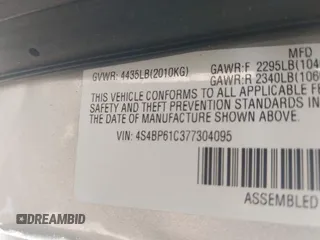 MFD
GVWR: 4435LB(2010KG) GAWR:F 2295LB(104
GAWR:R 2340LB(106
THIS VEHICLE CONFORMS TO ALL APPLICABLE F
SAFETY AND THEFT PREVENTION STANDARDS IN
DATE OF MANUFACTURE SHOWN ABOVE.
VIN: 4S4BP61C377304095
ASSEMBLED
DREAMBID